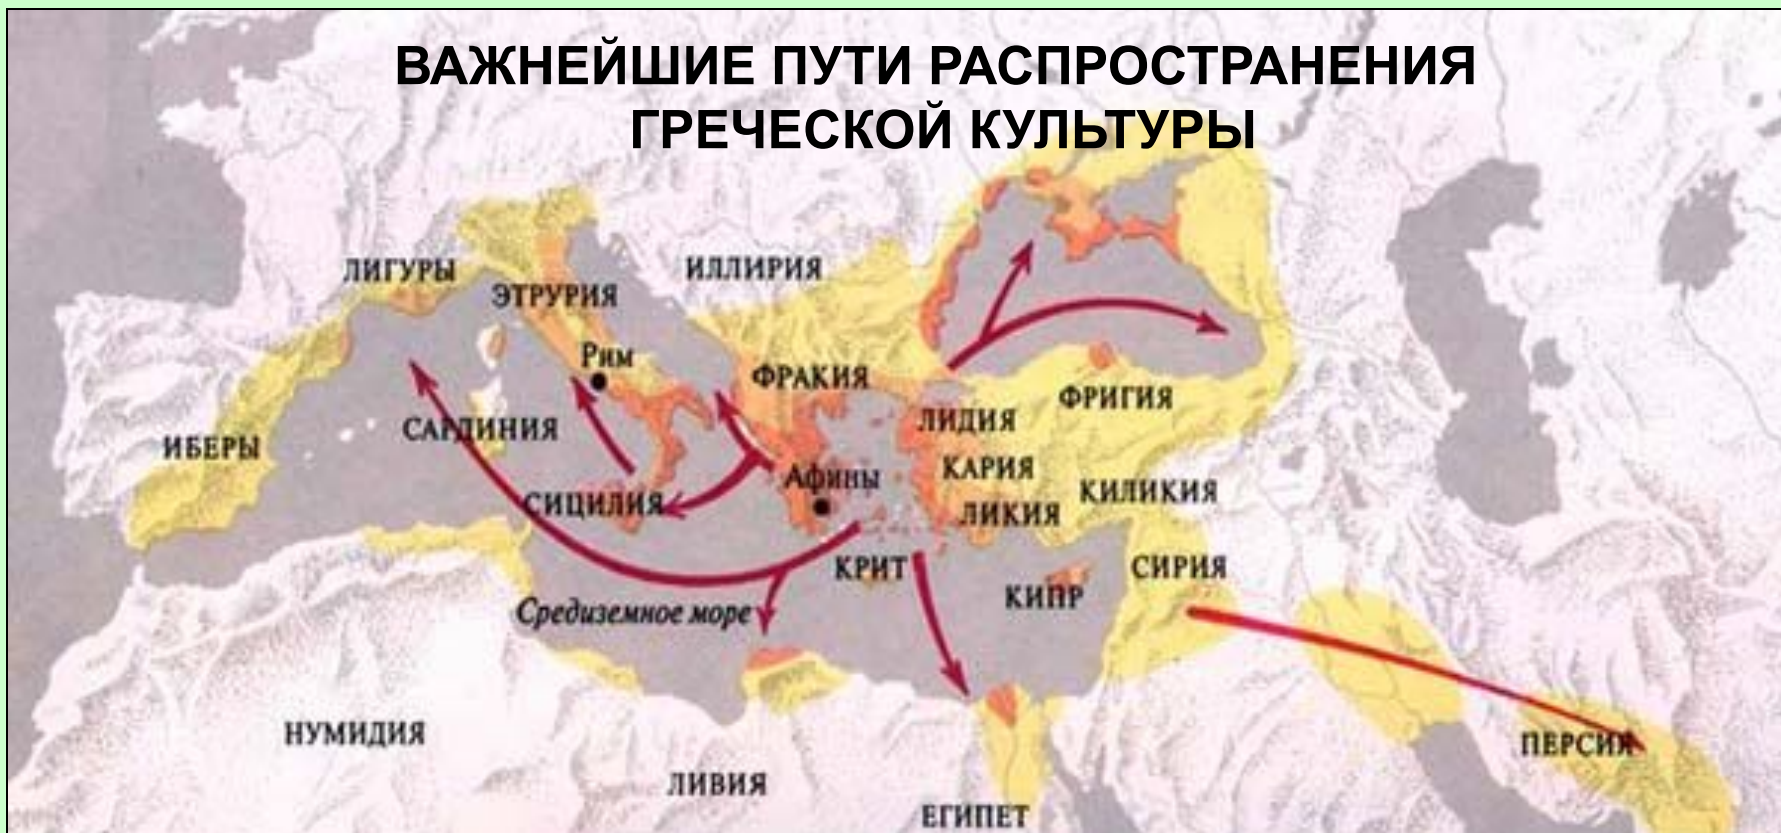 ВАЖНЕЙШИЕ ПУТИ РАСПРОСТРАНЕНИЯ
ГРЕЧЕСКОЙ КУЛЬТУРЫ
ЛИГУРЫ
ЭТРУРИЯ
ИЛЛИРИЯ
Рим
ФРАКИЯ
ФРИГИЯ
ЛИДИЯ
ИБЕРЫ
САРДИНИЯ
КАРИЯ
Афины
КИЛИКИЯ
СИЦИЛИЯ
ЛИКИЯ
КРИТ
СИРИЯ
КИПР
Средиземное море
НУМИДИЯ
ПЕРСИЯ
ЛИВИЯ
ЕГИПЕТ